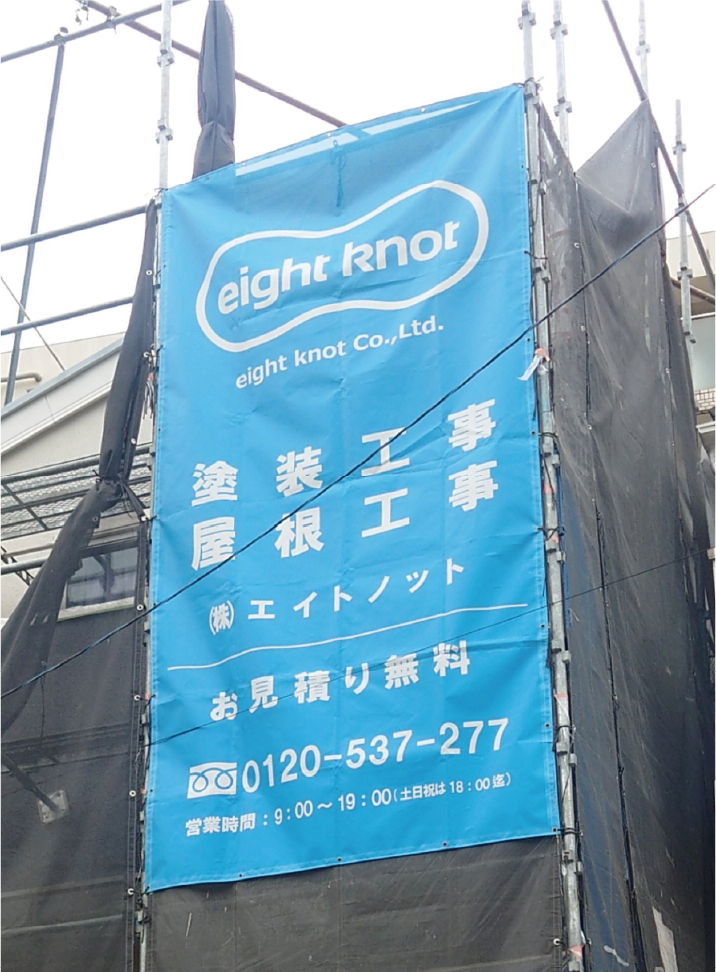 eight knot
eight knot Co.,Ltd.
塗装工事
屋根工事
㈱エイトノット
お見積り無料
0120-537-277
営業時間：9：00～19：00（土日祝は18：00迄）